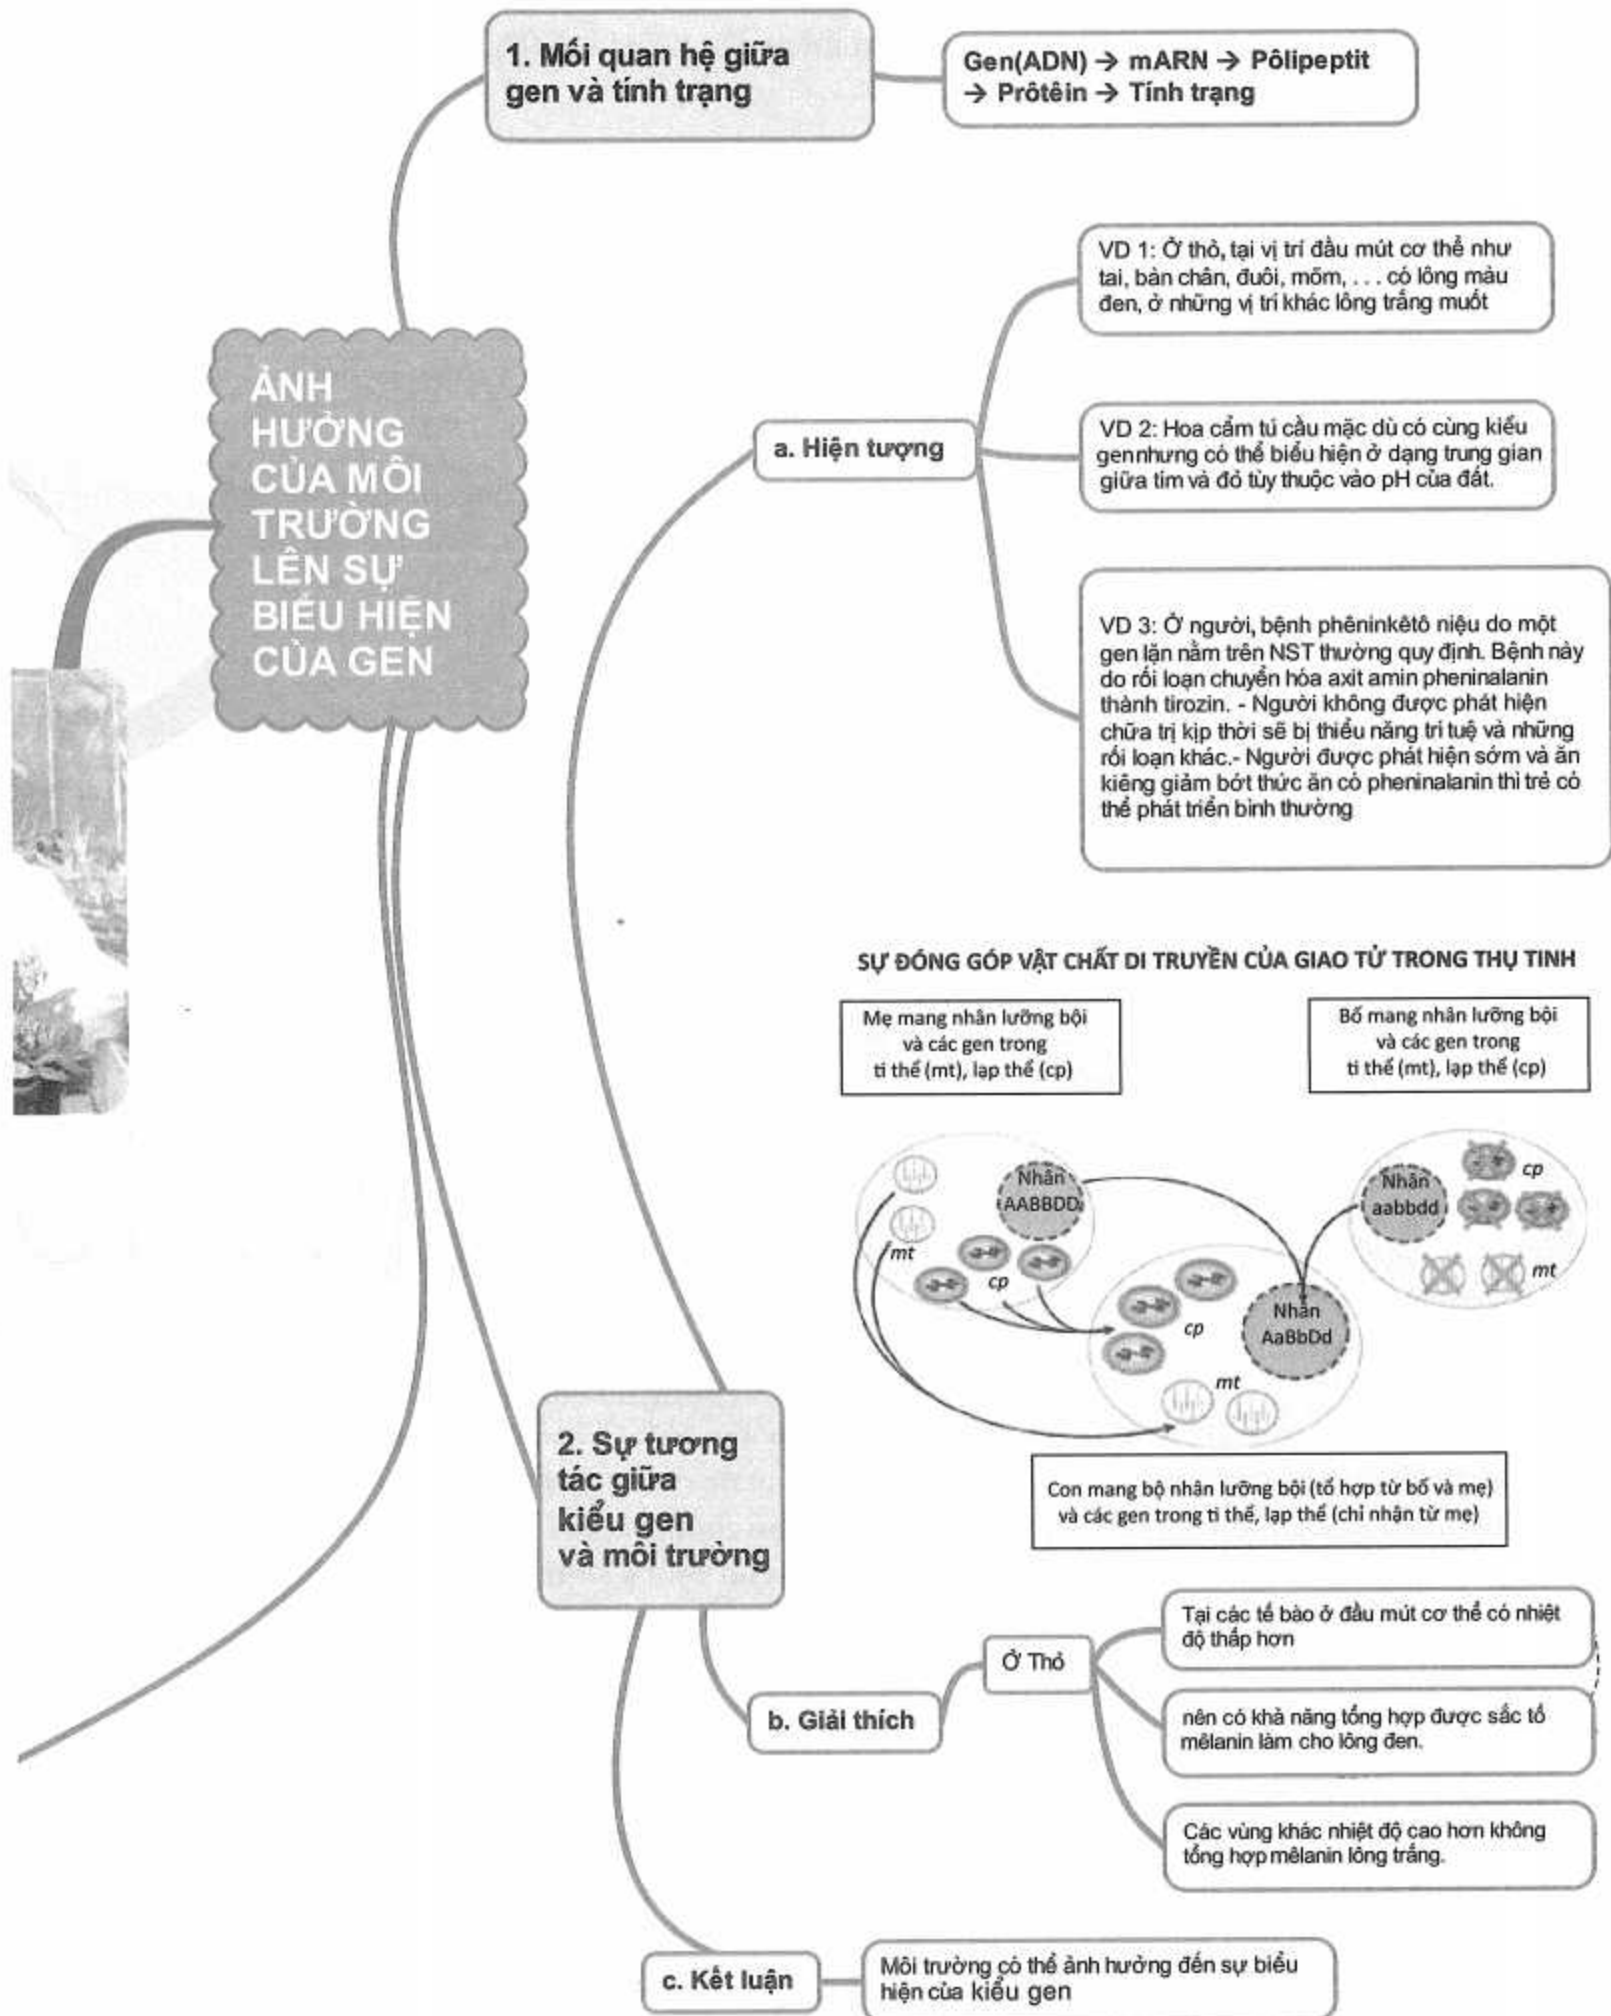 1. Mối quan hệ giữa
gen và tính trạng
Gen(ADN) → mARN → Pôlipeptit
→ Prôtêin → Tính trạng
ẢNH
HƯỞNG
CỦA MÔI
TRƯỜNG
LÊN SỰ
BIỂU HIỆN
CỦA GEN
a. Hiện tượng
VD 1: Ở thỏ, tại vị trí đầu mút cơ thể như
tai, bàn chân, đuôi, mõm, . . . có lông màu
đen, ở những vị trí khác lông trắng muốt
VD 2: Hoa cẩm tú cầu mặc dù có cùng kiểu
gennhưng có thể biểu hiện ở dạng trung gian
giữa tím và đỏ tùy thuộc vào pH của đất.
VD 3: Ở người, bệnh phêninkêtô niệu do một
gen lặn nằm trên NST thường quy định. Bệnh này
do rối loạn chuyển hóa axit amin pheninalanin
thành tirozin. - Người không được phát hiện
chữa trị kịp thời sẽ bị thiểu năng trí tuệ và những
rối loạn khác.- Người được phát hiện sớm và ăn
kiêng giảm bớt thức ăn có pheninalanin thì trẻ có
thể phát triển bình thường
SỰ ĐÓNG GÓP VẬT CHẤT DI TRUYỀN CỦA GIAO TỬ TRONG THỤ TINH
Mẹ mang nhân lưỡng bội
và các gen trong
ti thể (mt), lạp thể (cp)
Bố mang nhân lưỡng bội
và các gen trong
ti thể (mt), lạp thể (cp)
Nhân
AABBDD
mt
cp
Nhân
aabbdd
cp
mt
cp
Nhân
AaBbDd
mt
Con mang bộ nhân lưỡng bội (tổ hợp từ bố và mẹ)
và các gen trong ti thể, lạp thể (chỉ nhận từ mẹ)
2. Sự tương
tác giữa
kiểu gen
và môi trường
b. Giải thích
Ở Thỏ
Tại các tế bào ở đầu mút cơ thể có nhiệt
độ thấp hơn
nên có khả năng tổng hợp được sắc tố
mêlanin làm cho lông đen.
Các vùng khác nhiệt độ cao hơn không
tổng hợp mêlanin lông trắng.
c. Kết luận
Môi trường có thể ảnh hưởng đến sự biểu
hiện của kiểu gen